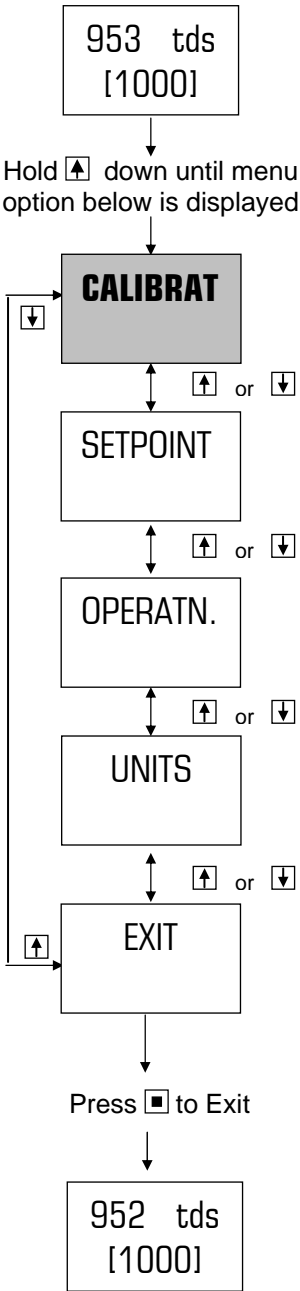 953 tds
[1000]
Hold ↑ down until menu
option below is displayed
CALIBRAT
↓
↑ or ↓
SETPOINT
↑ or ↓
OPERATN.
↑ or ↓
UNITS
↑ or ↓
EXIT
↑
Press ■ to Exit
952 tds
[1000]